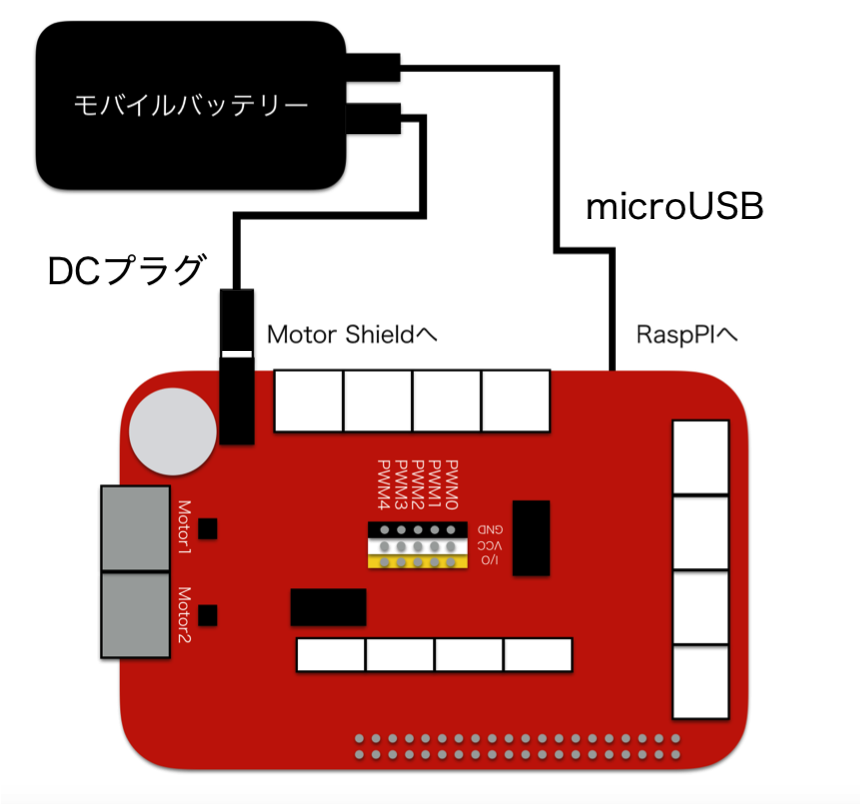 モバイルバッテリー
microUSB
DCプラグ
Motor Shieldへ
RaspPIへ
PWM4
PWM3
PWM2
PWM1
PWM0
GND
VCC
I/O
Motor1
Motor2